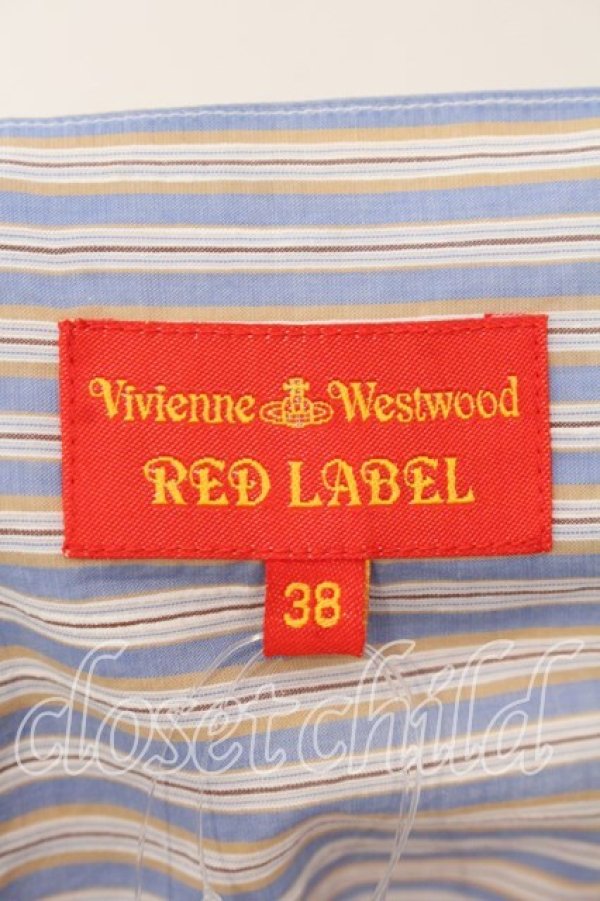 Vivienne Westwood
RED LABEL
38
closet child